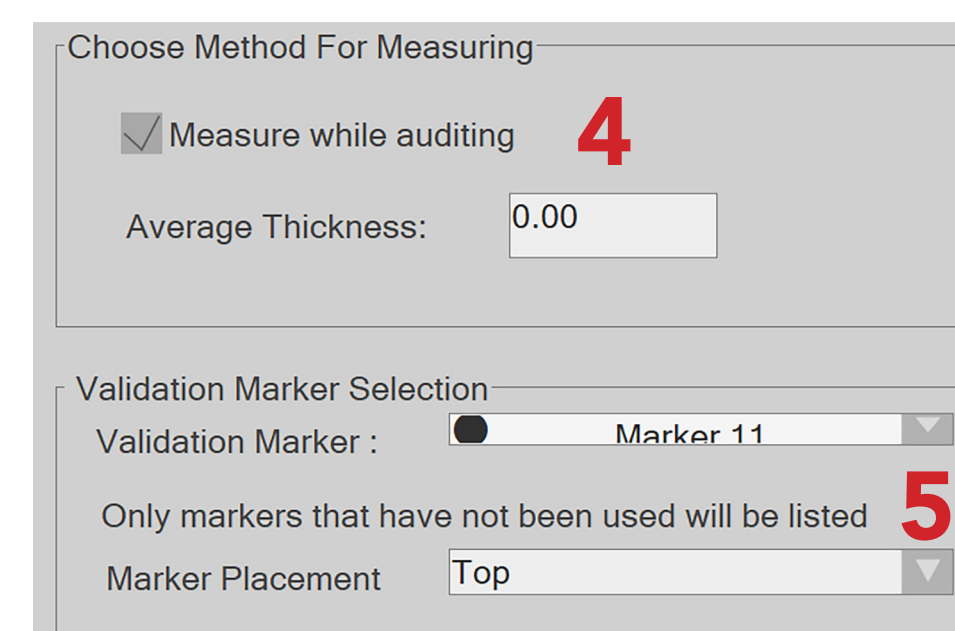 Choose Method For Measuring
Measure while auditing 4
Average Thickness: 0.00
Validation Marker Selection
Validation Marker : Marker 11
Only markers that have not been used will be listed 5
Marker Placement Top